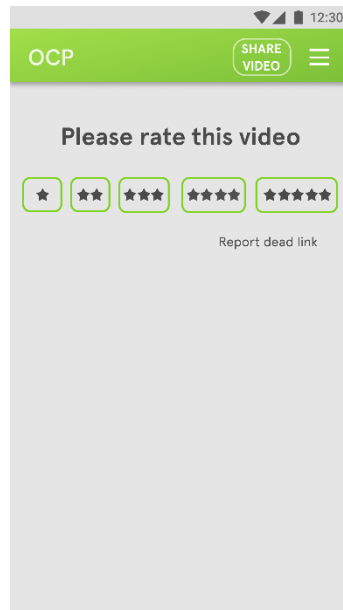 12:30
OCP
SHARE
VIDEO
Please rate this video
Report dead link